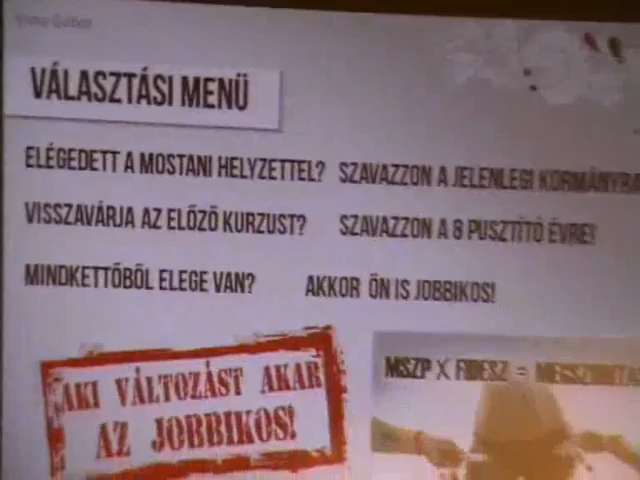 VÁLASZTÁSI MENÜ
ELÉGEDETT A MOSTANI HELYZETTEL? SZAVAZZON A JELENLEGI
VISSZAVÁRJA AZ ELŐZŐ KURZUST? SZAVAZZON A 8 PUSZTÍTÓ ÉVRE!
MINDKETTŐBŐL ELEGE VAN? AKKOR ÖN IS JOBBIKOS!
AKI VÁLTOZÁST AKAR
AZ JOBBIKOS!
MSZP X FIDESZ =